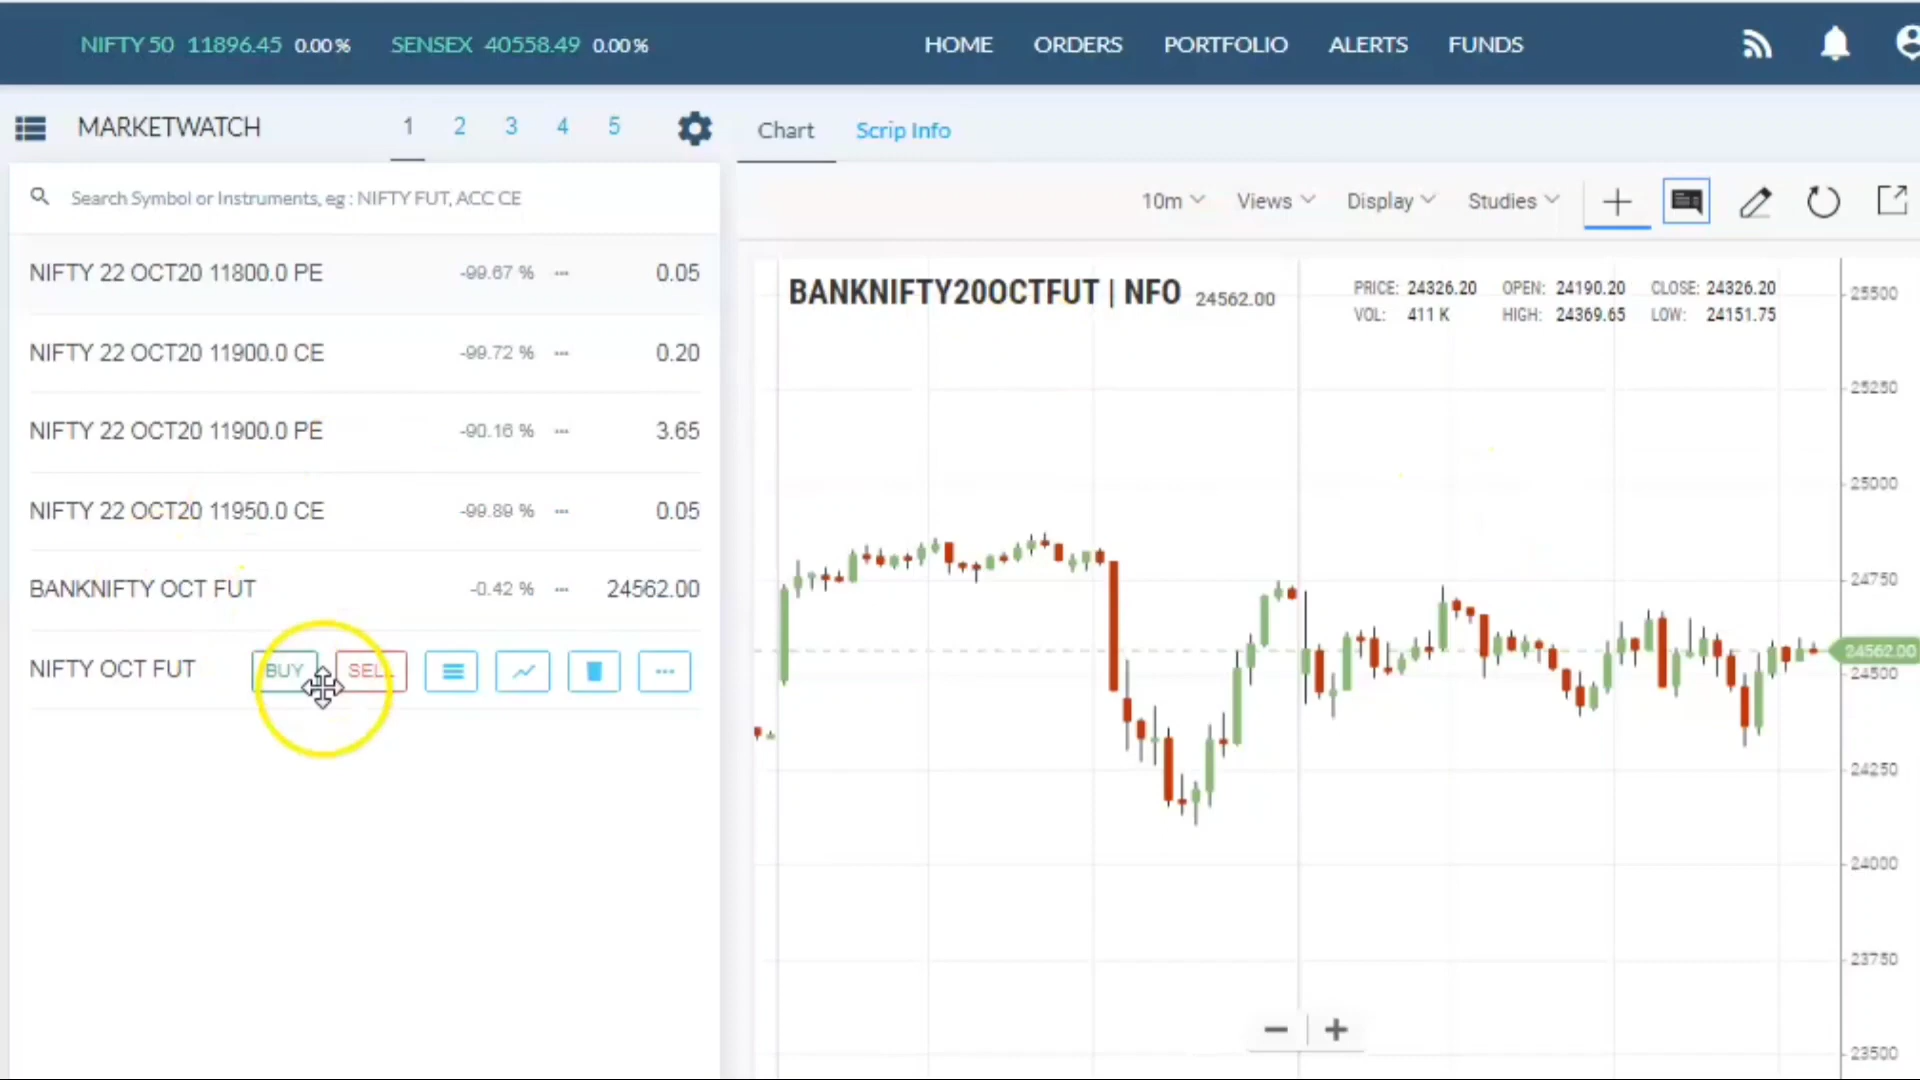 NIFTY 50 11896.45 0.00 % SENSEX 40558.49 0.00 % HOME ORDERS PORTFOLIO ALERTS FUNDS
MARKETWATCH 1 2 3 4 5
Chart Scrip Info
Search Symbol or Instruments, eg : NIFTY FUT, ACC CE
10m Views Display Studies
NIFTY 22 OCT20 11800.0 PE -99.67 % 0.05
NIFTY 22 OCT20 11900.0 CE -99.72 % 0.20
NIFTY 22 OCT20 11900.0 PE -90.16 % 3.65
NIFTY 22 OCT20 11950.0 CE -99.89 % 0.05
BANKNIFTY OCT FUT -0.42 % 24562.00
NIFTY OCT FUT BUY SELL
BANKNIFTY20OCTFUT | NFO 24562.00
PRICE: 24326.20 OPEN: 24190.20 CLOSE: 24326.20
VOL: 411 K HIGH: 24369.65 LOW: 24151.75
25500
25250
25000
24750
24562.00
24500
24250
24000
23750
23500